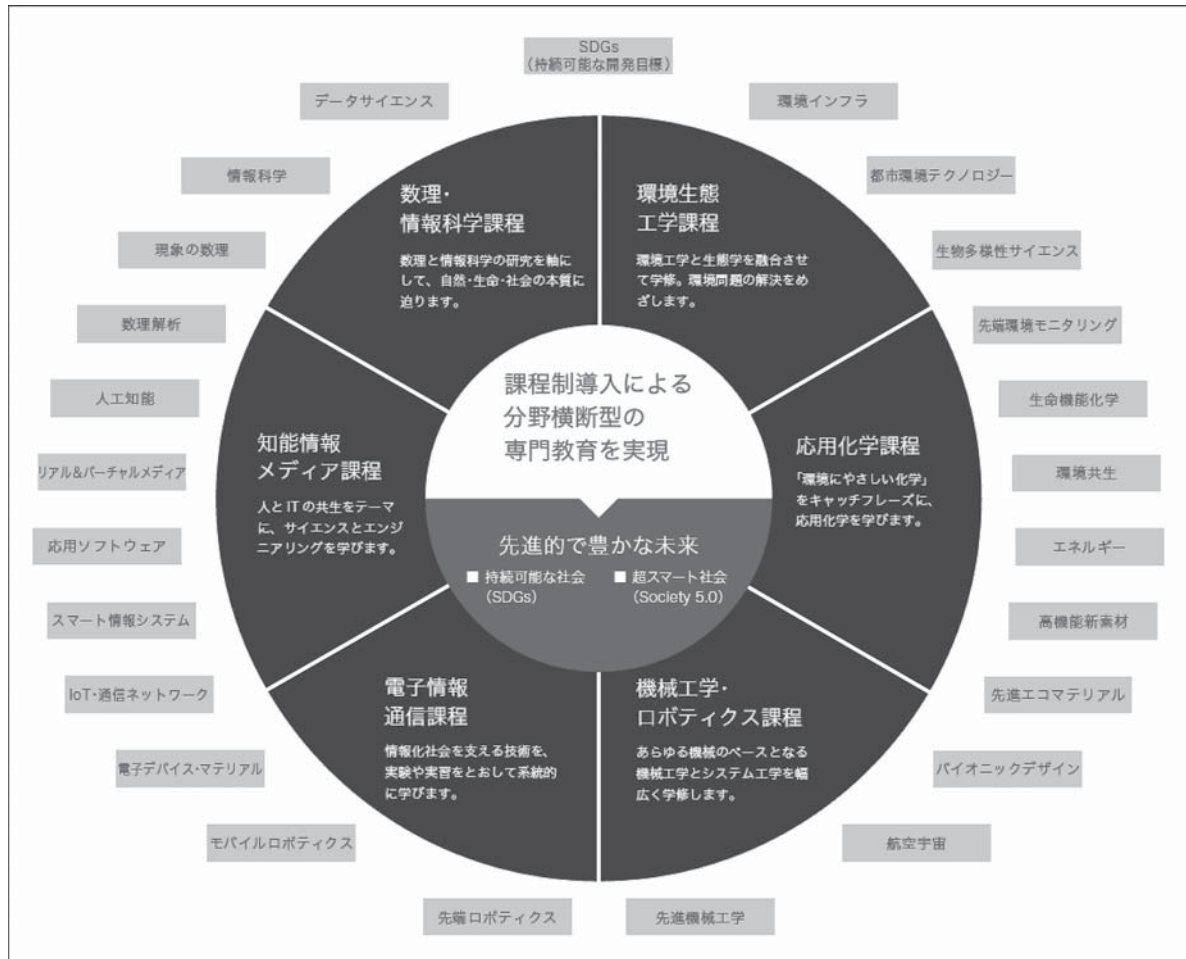 SDGs
（持続可能な開発目標）
データサイエンス
環境インフラ
情報科学
都市環境テクノロジー
現象の数理
生物多様性サイエンス
数理解析
先端環境モニタリング
人工知能
生命機能化学
リアル&バーチャルメディア
環境共生
応用ソフトウェア
エネルギー
スマート情報システム
高機能新素材
IoT・通信ネットワーク
先進エコマテリアル
電子デバイス・マテリアル
バイオニックデザイン
モバイルロボティクス
航空宇宙
先端ロボティクス
先進機械工学
数理・
情報科学課程
数理と情報科学の研究を軸に
して、自然・生命・社会の本質に
迫ります。
環境生態
工学課程
環境工学と生態学を融合させ
て学修。環境問題の解決をめ
ざします。
知能情報
メディア課程
人とITの共生をテーマ
に、サイエンスとエンジ
ニアリングを学びます。
応用化学課程
「環境にやさしい化学」
をキャッチフレーズに、
応用化学を学びます。
電子情報
通信課程
情報化社会を支える技術を、
実験や実習をとおして系統的
に学びます。
機械工学・
ロボティクス課程
あらゆる機械のベースとなる
機械工学とシステム工学を幅
広く学修します。
課程制導入による
分野横断型の
専門教育を実現
先進的で豊かな未来
■ 持続可能な社会
（SDGs）
■ 超スマート社会
（Society 5.0）